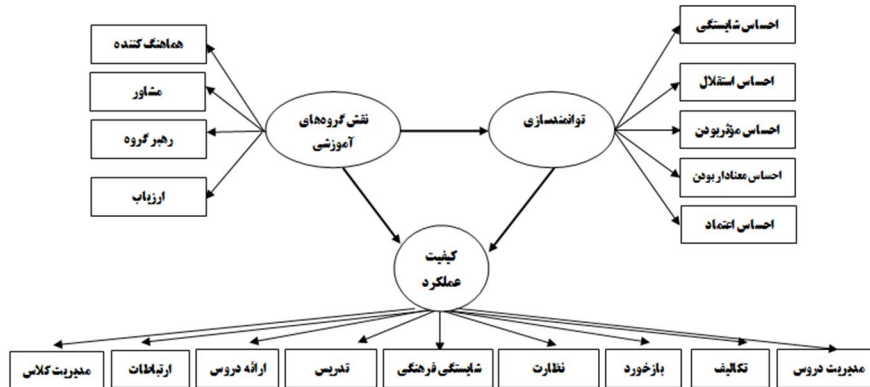 احساس شایستگی
هماهنگ کننده
احساس استقلال
مشاور
نقش گروه‌های
آموزشی
توانمندسازی
احساس مؤثربودن
رهبر گروه
احساس معنادار بودن
ارزیاب
احساس اعتماد
کیفیت
عملکرد
مدیریت دروس
تکالیف
بازخورد
نظارت
شایستگی فرهنگی
تدریس
ارائه دروس
ارتباطات
مدیریت کلاس